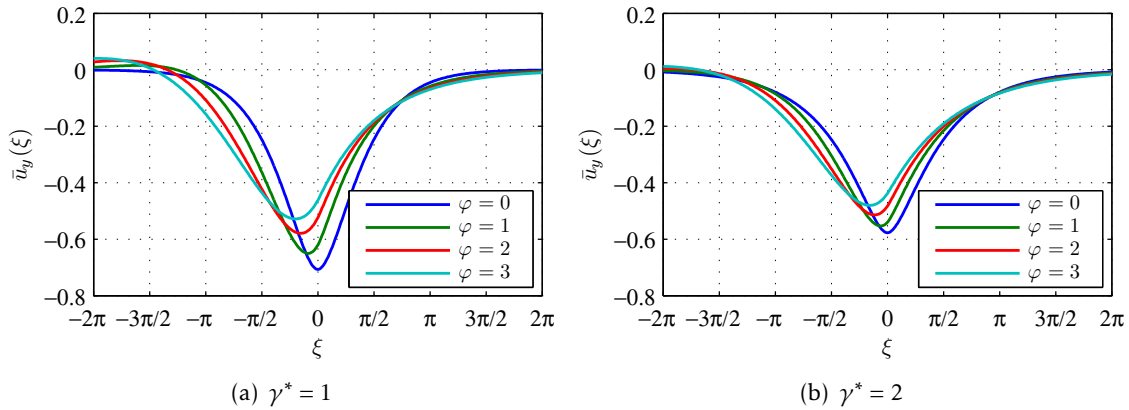 0.2
0
−0.2
−0.4
−0.6
−0.8
ū_y(ξ)
−2π −3π/2 −π −π/2 0 π/2 π 3π/2 2π
ξ
φ = 0
φ = 1
φ = 2
φ = 3
(a) γ* = 1
0.2
0
−0.2
−0.4
−0.6
−0.8
ū_y(ξ)
−2π −3π/2 −π −π/2 0 π/2 π 3π/2 2π
ξ
φ = 0
φ = 1
φ = 2
φ = 3
(b) γ* = 2